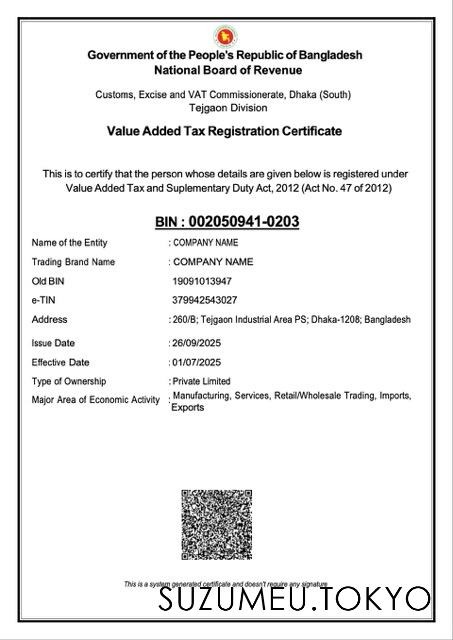 Government of the People's Republic of Bangladesh
National Board of Revenue
Customs, Excise and VAT Commissionerate, Dhaka (South)
Tejgaon Division
Value Added Tax Registration Certificate
This is to certify that the person whose details are given below is registered under
Value Added Tax and Suplementary Duty Act, 2012 (Act No. 47 of 2012)
BIN : 002050941-0203
Name of the Entity : COMPANY NAME
Trading Brand Name : COMPANY NAME
Old BIN 19091013947
e-TIN 379942543027
Address : 260/B; Tejgaon Industrial Area PS; Dhaka-1208; Bangladesh
Issue Date : 26/09/2025
Effective Date : 01/07/2025
Type of Ownership : Private Limited
Major Area of Economic Activity : Manufacturing, Services, Retail/Wholesale Trading, Imports,
Exports
This is a system generated certificate and doesn't require any signature
SUZUMEU.TOKYO